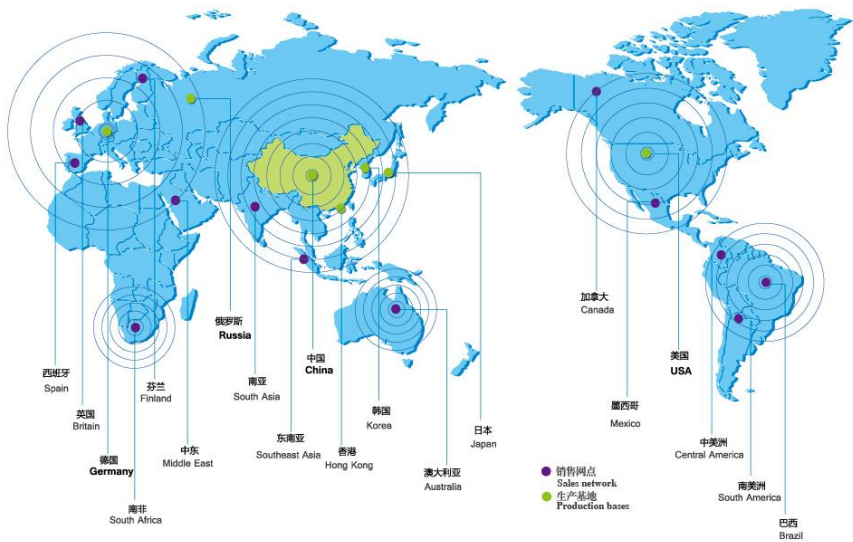 西班牙
Spain
英国
Britain
德国
Germany
南非
South Africa
芬兰
Finland
中东
Middle East
俄罗斯
Russia
南亚
South Asia
东南亚
Southeast Asia
中国
China
香港
Hong Kong
韩国
Korea
澳大利亚
Australia
日本
Japan
加拿大
Canada
墨西哥
Mexico
美国
USA
中美洲
Central America
南美洲
South America
巴西
Brazil
销售网点
Sales network
生产基地
Production bases